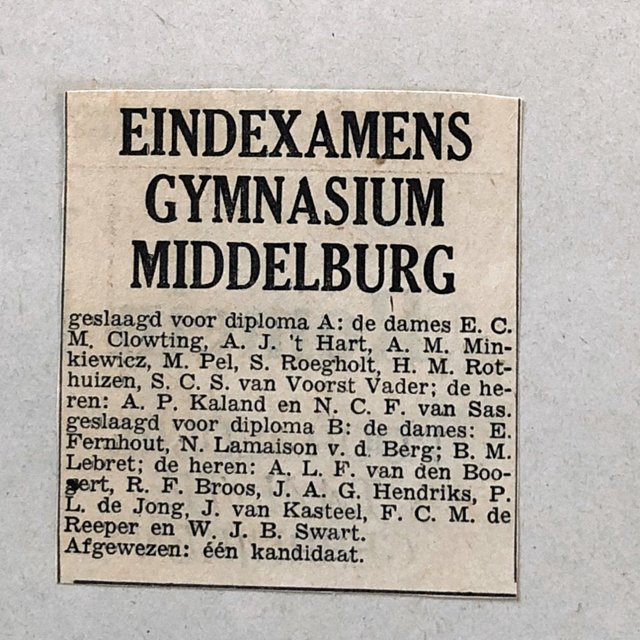 EINDEXAMENS
GYMNASIUM
MIDDELBURG
geslaagd voor diploma A: de dames E. C.
M. Clowting, A. J. 't Hart, A. M. Min-
kiewicz, M. Pel, S. Roegholt, H. M. Rot-
huizen, S. C. S. van Voorst Vader; de he-
ren: A. P. Kaland en N. C. F. van Sas.
geslaagd voor diploma B: de dames: E.
Fernhout, N. Lamaison v. d. Berg; B. M.
Lebret; de heren: A. L. F. van den Boo-
gert, R. F. Broos, J. A. G. Hendriks, P.
L. de Jong, J. van Kasteel, F. C. M. de
Reeper en W. J. B. Swart.
Afgewezen: één kandidaat.